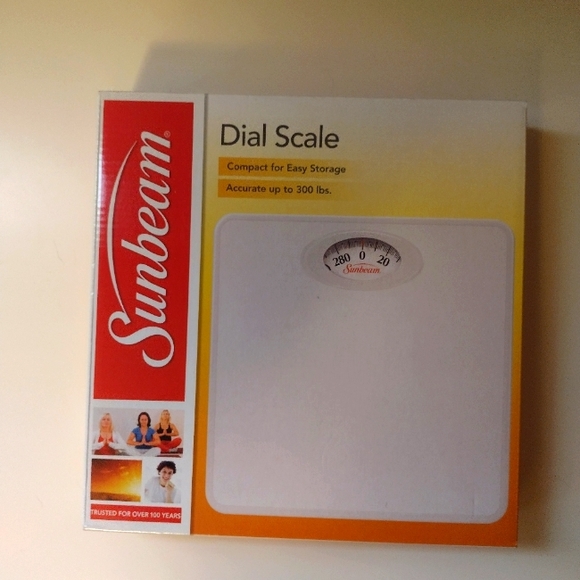 Sunbeam®
Dial Scale
Compact for Easy Storage
Accurate up to 300 lbs.
280 0 20
Sunbeam
TRUSTED FOR OVER 100 YEARS